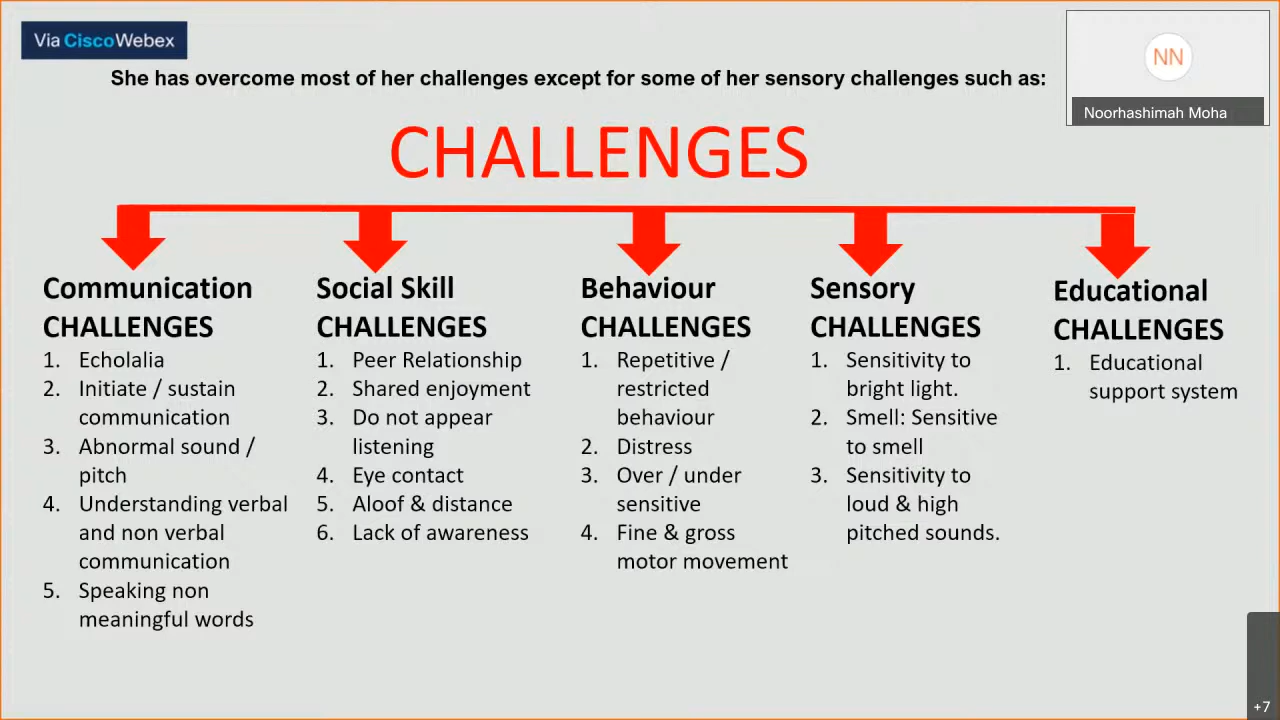 Via CiscoWebex
She has overcome most of her challenges except for some of her sensory challenges such as:
NN
Noorhashimah Moha
CHALLENGES
Communication
CHALLENGES
1. Echolalia
2. Initiate / sustain
communication
3. Abnormal sound /
pitch
4. Understanding verbal
and non verbal
communication
5. Speaking non
meaningful words
Social Skill
CHALLENGES
1. Peer Relationship
2. Shared enjoyment
3. Do not appear
listening
4. Eye contact
5. Aloof & distance
6. Lack of awareness
Behaviour
CHALLENGES
1. Repetitive /
restricted
behaviour
2. Distress
3. Over / under
sensitive
4. Fine & gross
motor movement
Sensory
CHALLENGES
1. Sensitivity to
bright light.
2. Smell: Sensitive
to smell
3. Sensitivity to
loud & high
pitched sounds.
Educational
CHALLENGES
1. Educational
support system
+7